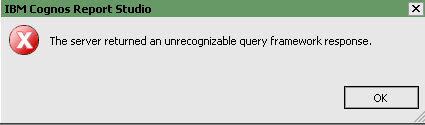 IBM Cognos Report Studio
The server returned an unrecognizable query framework response.
OK